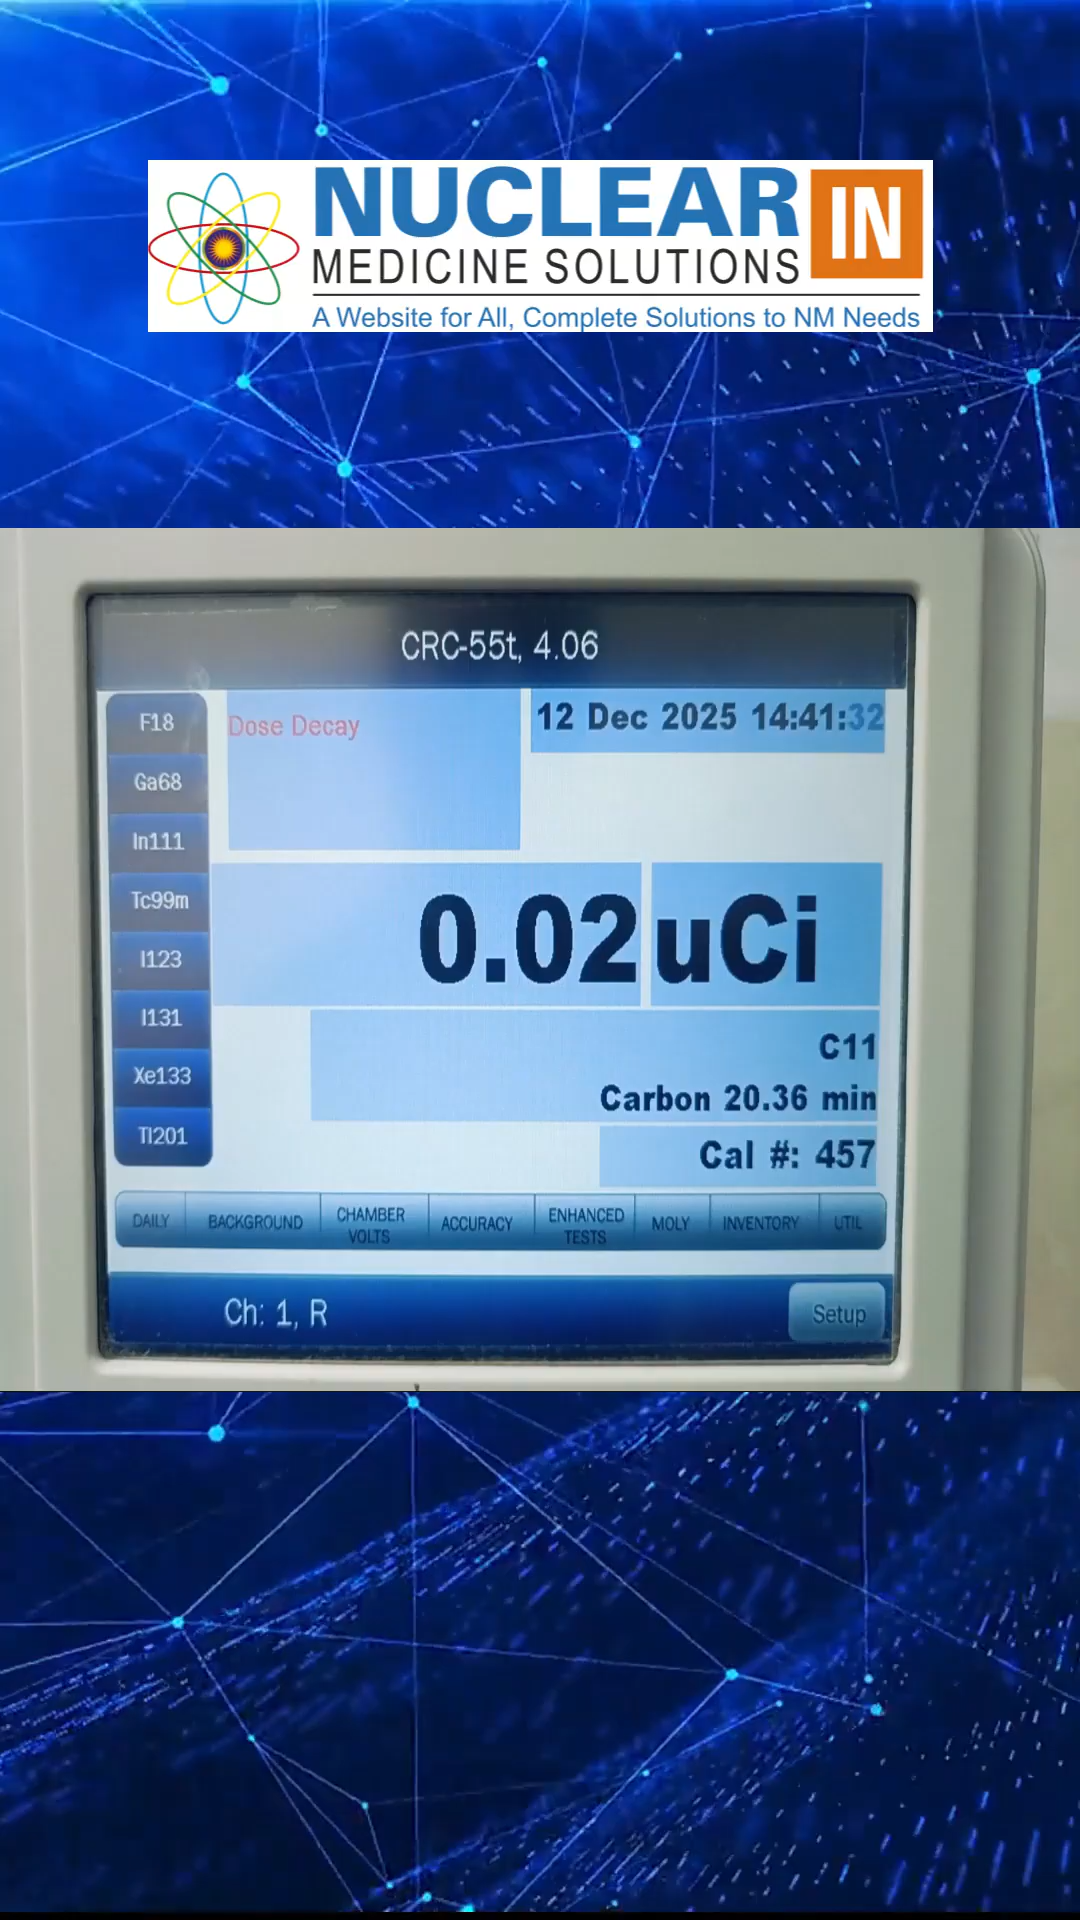 NUCLEAR IN
MEDICINE SOLUTIONS
A Website for All, Complete Solutions to NM Needs
CRC-55t, 4.06
Dose Decay
12 Dec 2025 14:41:32
F18
Ga68
In111
Tc99m
I123
I131
Xe133
Tl201
0.02 uCi
C11
Carbon 20.36 min
Cal #: 457
DAILY
BACKGROUND
CHAMBER
VOLTS
ACCURACY
ENHANCED
TESTS
MOLY
INVENTORY
UTIL
Ch: 1, R
Setup